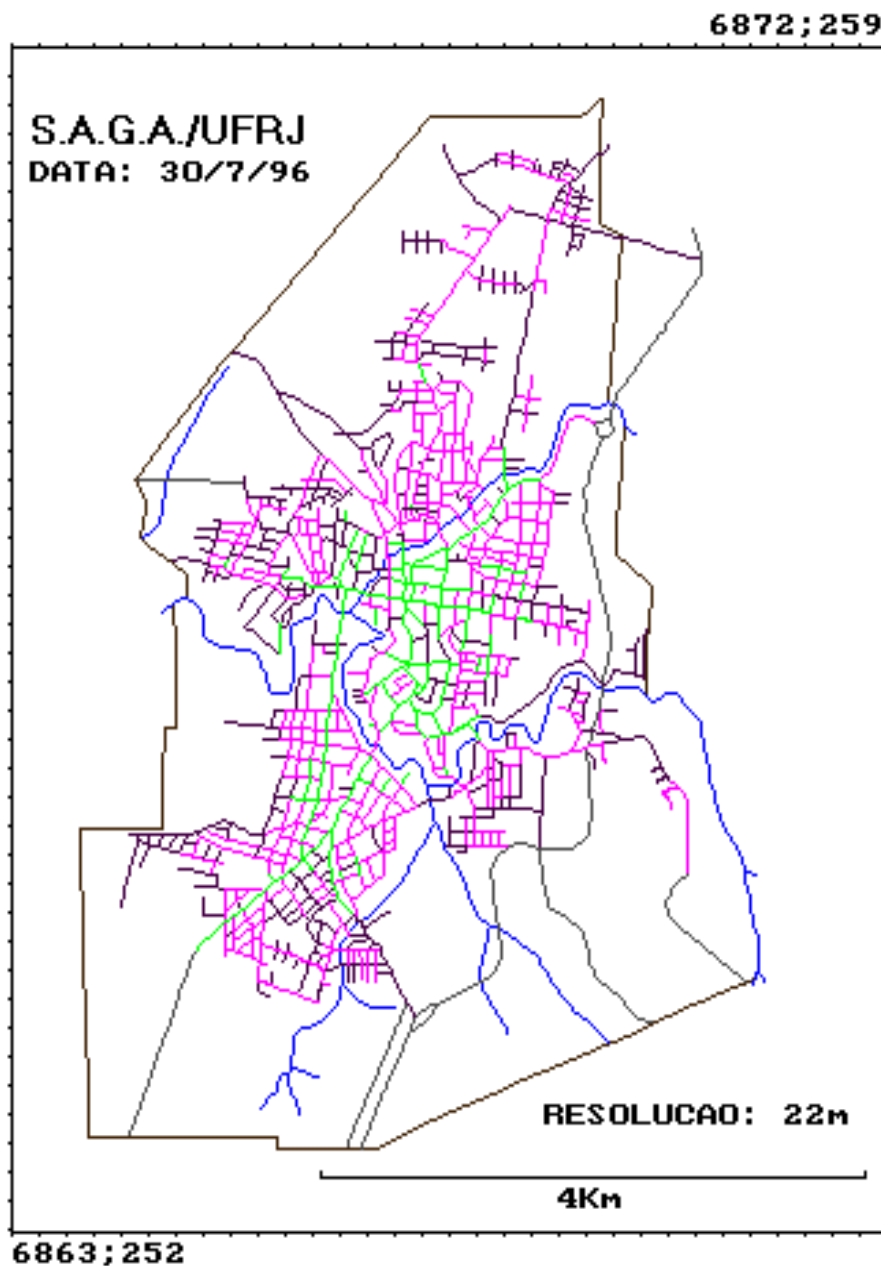 6872;259
S.A.G.A./UFRJ
DATA: 30/7/96
RESOLUCAO: 22m
4Km
6863;252